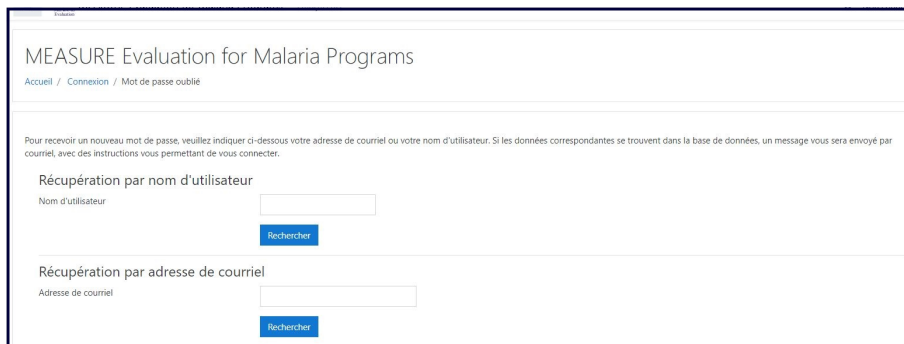 Evaluation
MEASURE Evaluation for Malaria Programs
Accueil / Connexion / Mot de passe oublié
Pour recevoir un nouveau mot de passe, veuillez indiquer ci-dessous votre adresse de courriel ou votre nom d'utilisateur. Si les données correspondantes se trouvent dans la base de données, un message vous sera envoyé par
courriel, avec des instructions vous permettant de vous connecter.
Récupération par nom d'utilisateur
Nom d'utilisateur
Rechercher
Récupération par adresse de courriel
Adresse de courriel
Rechercher